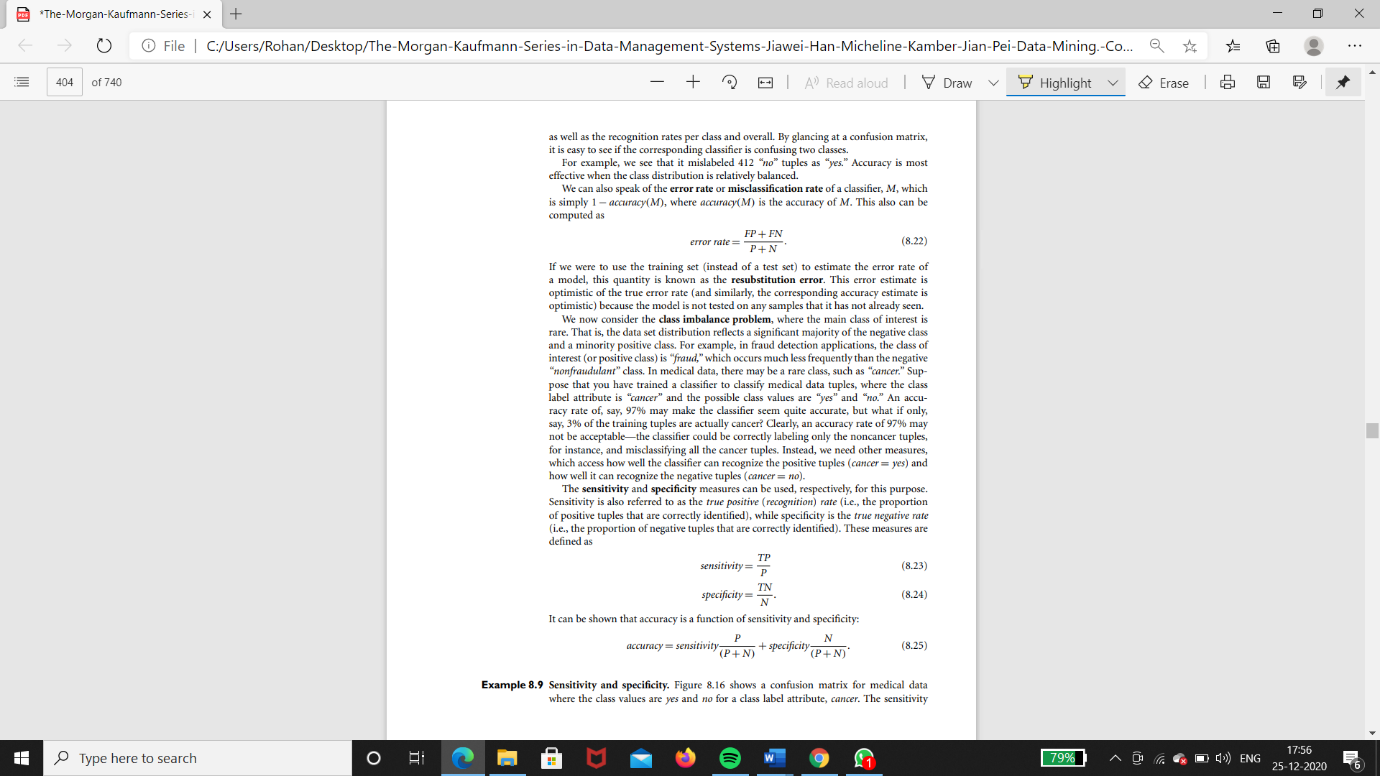 *The-Morgan-Kaufmann-Series-
File
C:/Users/Rohan/Desktop/The-Morgan-Kaufmann-Series-in-Data-Management-Systems-Jiawei-Han-Micheline-Kamber-Jian-Pei-Data-Mining.-Co...
404 of 740
Read aloud
Draw
Highlight
Erase
as well as the recognition rates per class and overall. By glancing at a confusion matrix,
it is easy to see if the corresponding classifier is confusing two classes.
For example, we see that it mislabeled 412 “no” tuples as “yes.” Accuracy is most
effective when the class distribution is relatively balanced.
We can also speak of the error rate or misclassification rate of a classifier, M, which
is simply 1 − accuracy(M), where accuracy(M) is the accuracy of M. This also can be
computed as
error rate = FP + FN / P + N. (8.22)
If we were to use the training set (instead of a test set) to estimate the error rate of
a model, this quantity is known as the resubstitution error. This error estimate is
optimistic of the true error rate (and similarly, the corresponding accuracy estimate is
optimistic) because the model is not tested on any samples that it has not already seen.
We now consider the class imbalance problem, where the main class of interest is
rare. That is, the data set distribution reflects a significant majority of the negative class
and a minority positive class. For example, in fraud detection applications, the class of
interest (or positive class) is “fraud,” which occurs much less frequently than the negative
“nonfraudulant” class. In medical data, there may be a rare class, such as “cancer.” Sup-
pose that you have trained a classifier to classify medical data tuples, where the class
label attribute is “cancer” and the possible class values are “yes” and “no.” An accu-
racy rate of, say, 97% may make the classifier seem quite accurate, but what if only,
say, 3% of the training tuples are actually cancer? Clearly, an accuracy rate of 97% may
not be acceptable—the classifier could be correctly labeling only the noncancer tuples,
for instance, and misclassifying all the cancer tuples. Instead, we need other measures,
which access how well the classifier can recognize the positive tuples (cancer = yes) and
how well it can recognize the negative tuples (cancer = no).
The sensitivity and specificity measures can be used, respectively, for this purpose.
Sensitivity is also referred to as the true positive (recognition) rate (i.e., the proportion
of positive tuples that are correctly identified), while specificity is the true negative rate
(i.e., the proportion of negative tuples that are correctly identified). These measures are
defined as
sensitivity = TP / P (8.23)
specificity = TN / N. (8.24)
It can be shown that accuracy is a function of sensitivity and specificity:
accuracy = sensitivity P / (P + N) + specificity N / (P + N). (8.25)
Example 8.9 Sensitivity and specificity. Figure 8.16 shows a confusion matrix for medical data
where the class values are yes and no for a class label attribute, cancer. The sensitivity
Type here to search
79%
ENG
17:56
25-12-2020
1
6